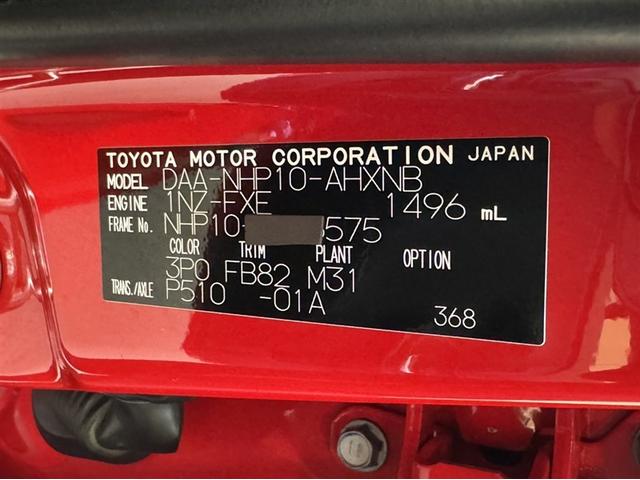 TOYOTA MOTOR CORPORATION JAPAN
MODEL DAA-NHP10-AHXNB
ENGINE 1NZ-FXE 1496 mL
FRAME No. NHP10- 575
COLOR TRIM PLANT OPTION
3P0 FB82 M31
TRANS./AXLE P510 -01A
368